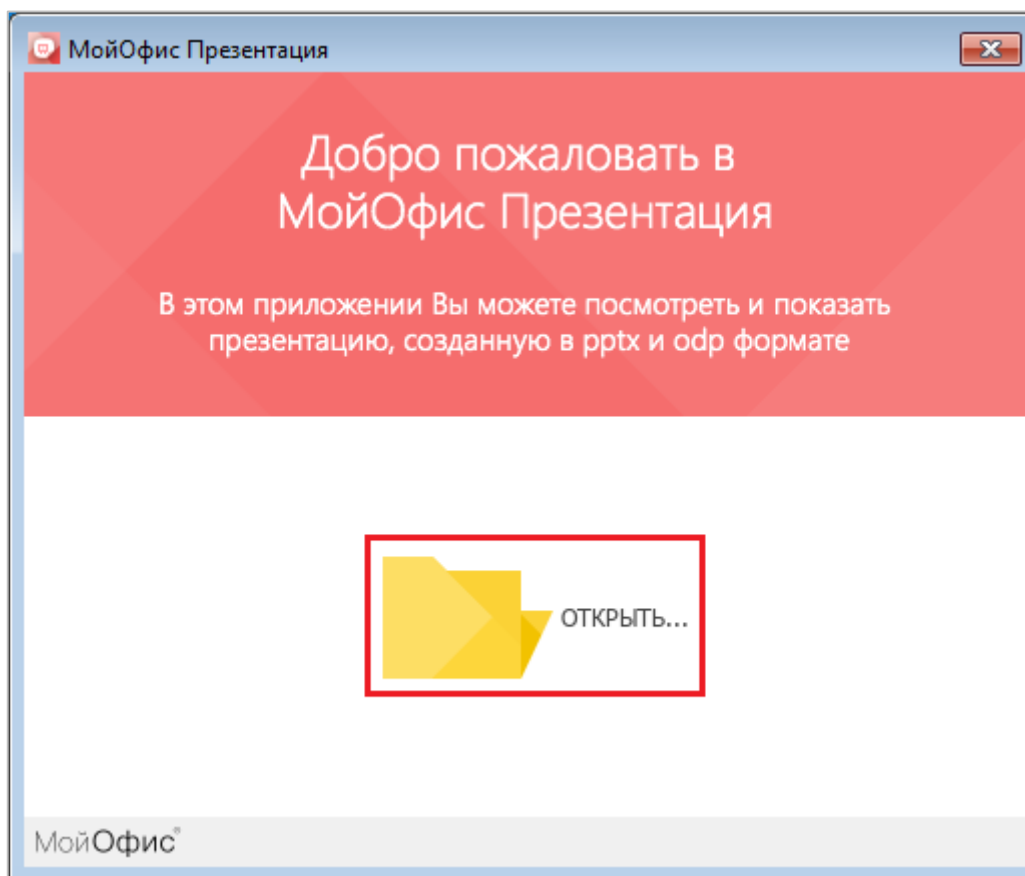 МойОфис Презентация
Добро пожаловать в
МойОфис Презентация
В этом приложении Вы можете посмотреть и показать
презентацию, созданную в pptx и odp формате
ОТКРЫТЬ...
МойОфис®